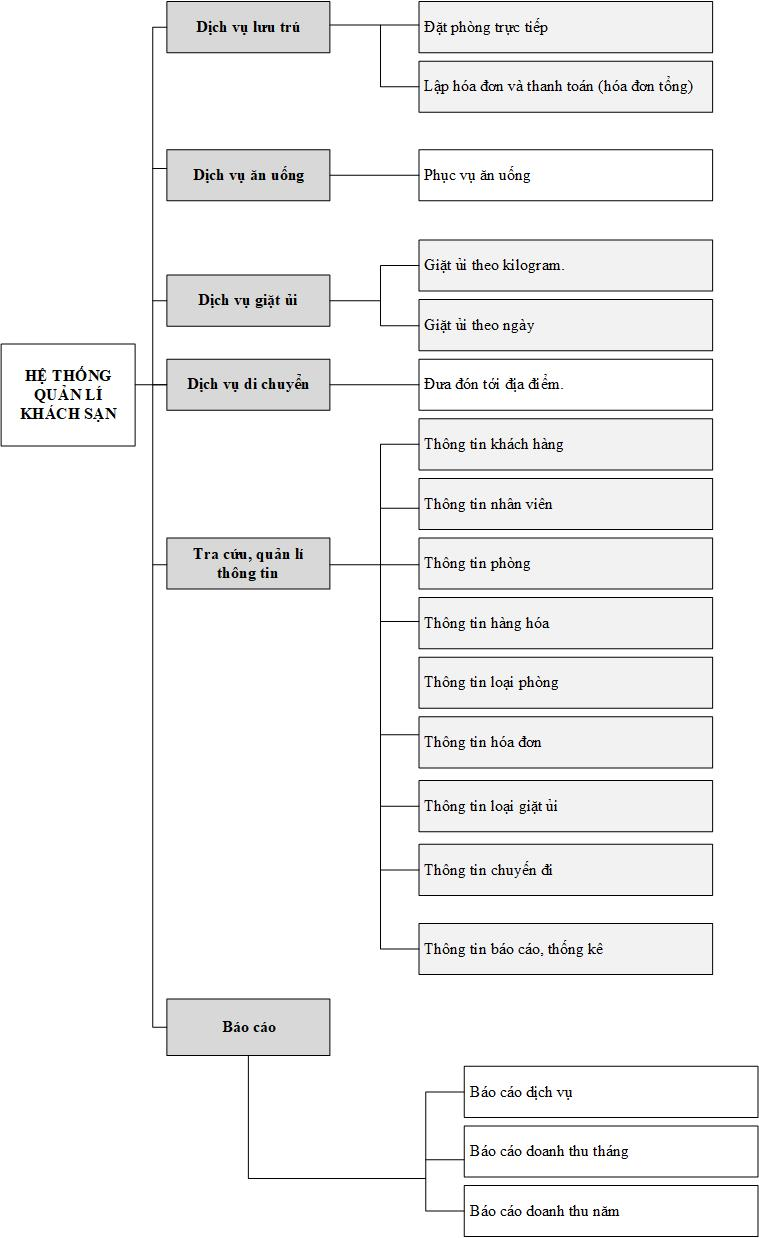 HỆ THỐNG
QUẢN LÍ
KHÁCH SẠN
Dịch vụ lưu trú
Đặt phòng trực tiếp
Lập hóa đơn và thanh toán (hóa đơn tổng)
Dịch vụ ăn uống
Phục vụ ăn uống
Dịch vụ giặt ủi
Giặt ủi theo kilogram.
Giặt ủi theo ngày
Dịch vụ di chuyển
Đưa đón tới địa điểm.
Tra cứu, quản lí
thông tin
Thông tin khách hàng
Thông tin nhân viên
Thông tin phòng
Thông tin hàng hóa
Thông tin loại phòng
Thông tin hóa đơn
Thông tin loại giặt ủi
Thông tin chuyến đi
Thông tin báo cáo, thống kê
Báo cáo
Báo cáo dịch vụ
Báo cáo doanh thu tháng
Báo cáo doanh thu năm